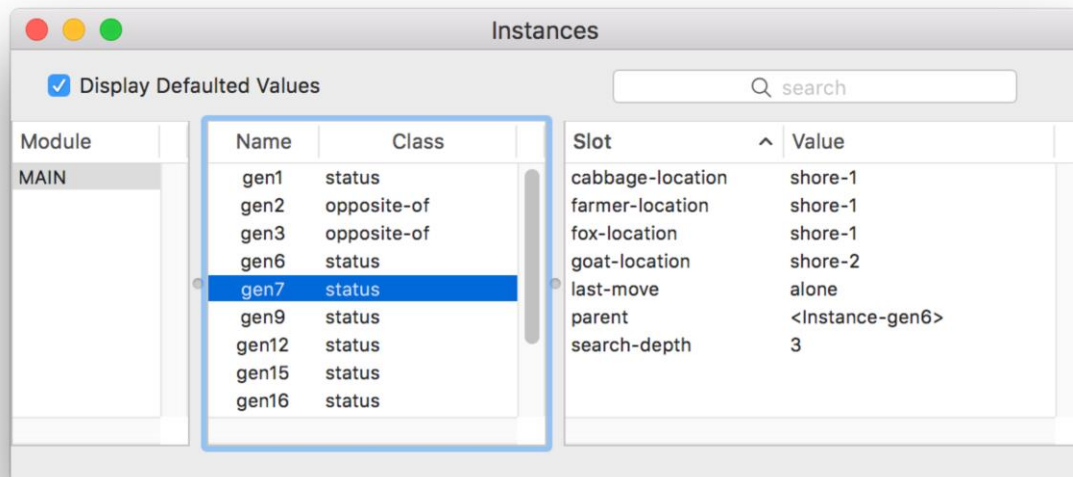 Instances
Display Defaulted Values
search
Module
MAIN
Name Class
gen1 status
gen2 opposite-of
gen3 opposite-of
gen6 status
gen7 status
gen9 status
gen12 status
gen15 status
gen16 status
Slot Value
cabbage-location shore-1
farmer-location shore-1
fox-location shore-1
goat-location shore-2
last-move alone
parent <Instance-gen6>
search-depth 3